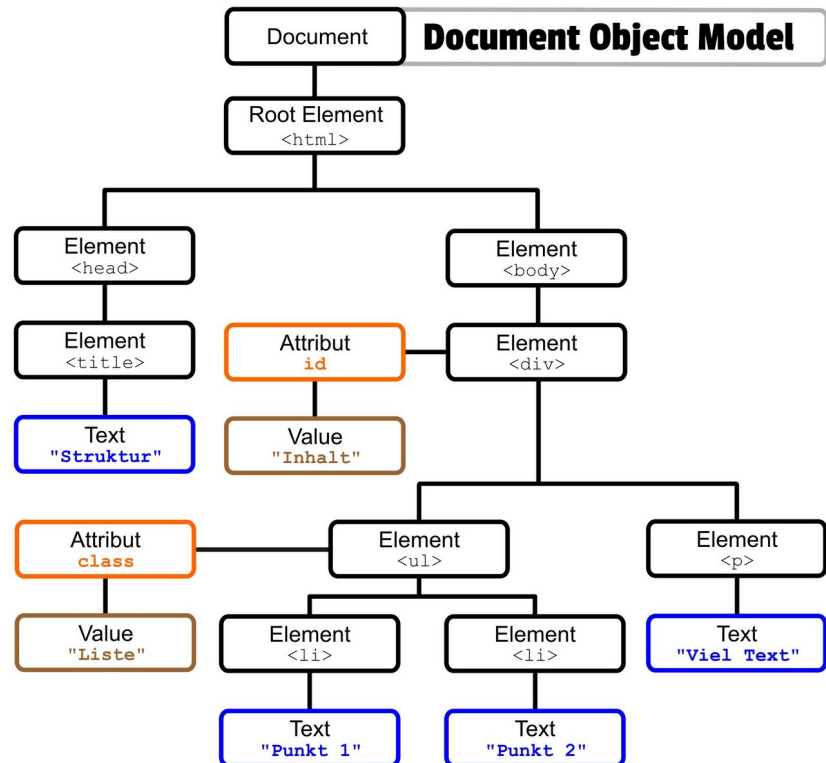 Document
Document Object Model
Root Element
<html>
Element
<head>
Element
<body>
Element
<title>
Attribut
id
Element
<div>
Text
"Struktur"
Value
"Inhalt"
Attribut
class
Element
<ul>
Element
<p>
Value
"Liste"
Element
<li>
Element
<li>
Text
"Viel Text"
Text
"Punkt 1"
Text
"Punkt 2"